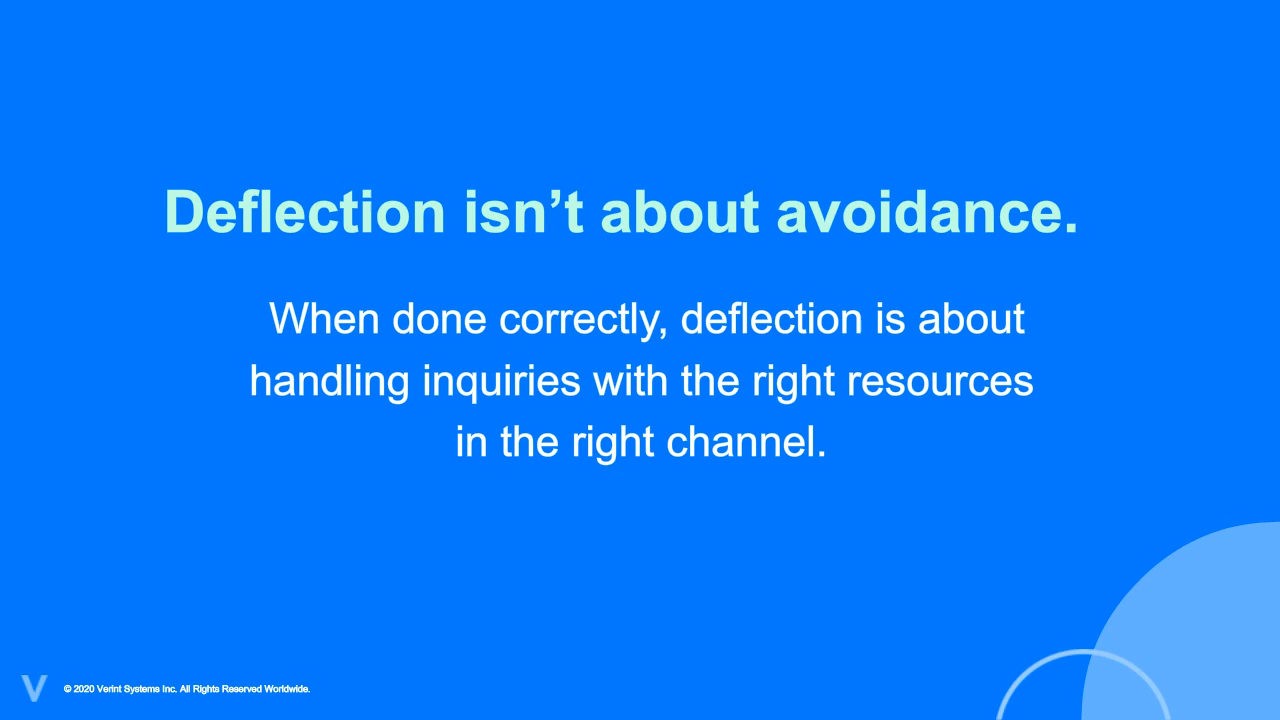 Deflection isn’t about avoidance.
When done correctly, deflection is about
handling inquiries with the right resources
in the right channel.
V
© 2020 Verint Systems Inc. All Rights Reserved Worldwide.